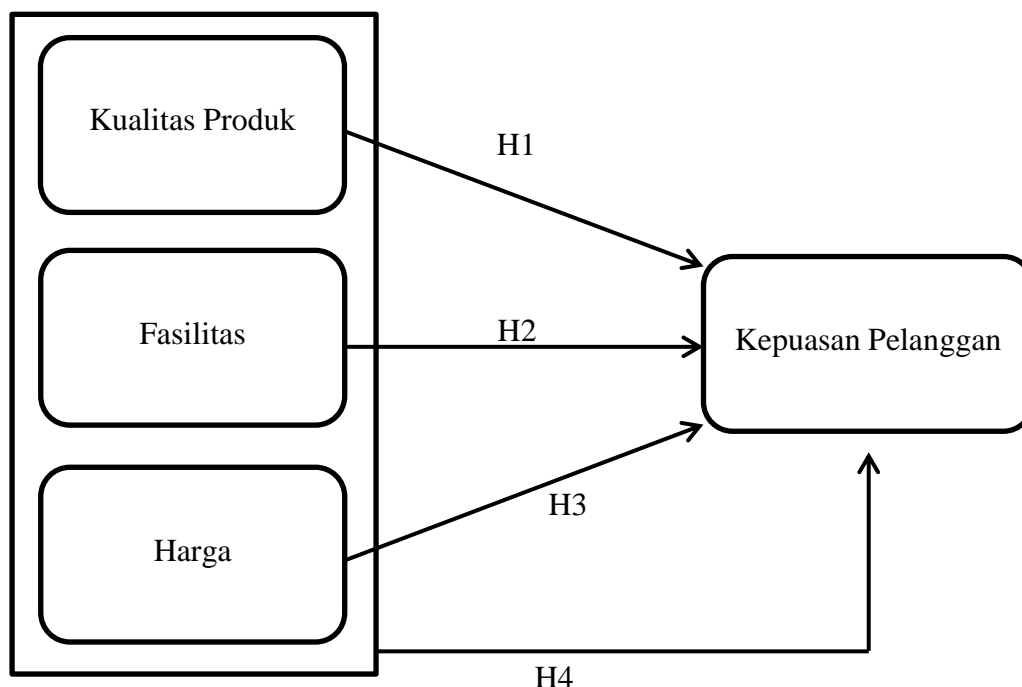 Kualitas Produk
H1
Fasilitas
H2
Kepuasan Pelanggan
H3
Harga
H4